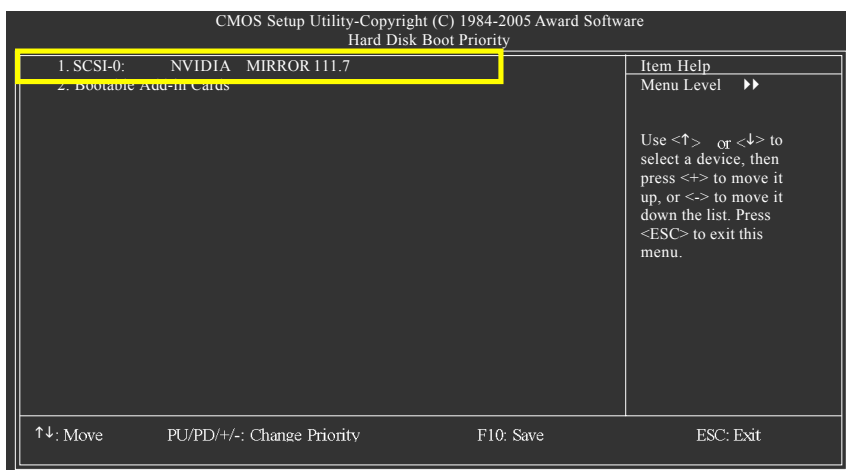 CMOS Setup Utility-Copyright (C) 1984-2005 Award Software
Hard Disk Boot Priority
1. SCSI-0: NVIDIA MIRROR 111.7
2. Bootable Add-in Cards
Item Help
Menu Level ▶▶
Use <↑> or <↓> to
select a device, then
press <+> to move it
up, or <-> to move it
down the list. Press
<ESC> to exit this
menu.
↑↓: Move PU/PD/+/-: Change Priority F10: Save ESC: Exit